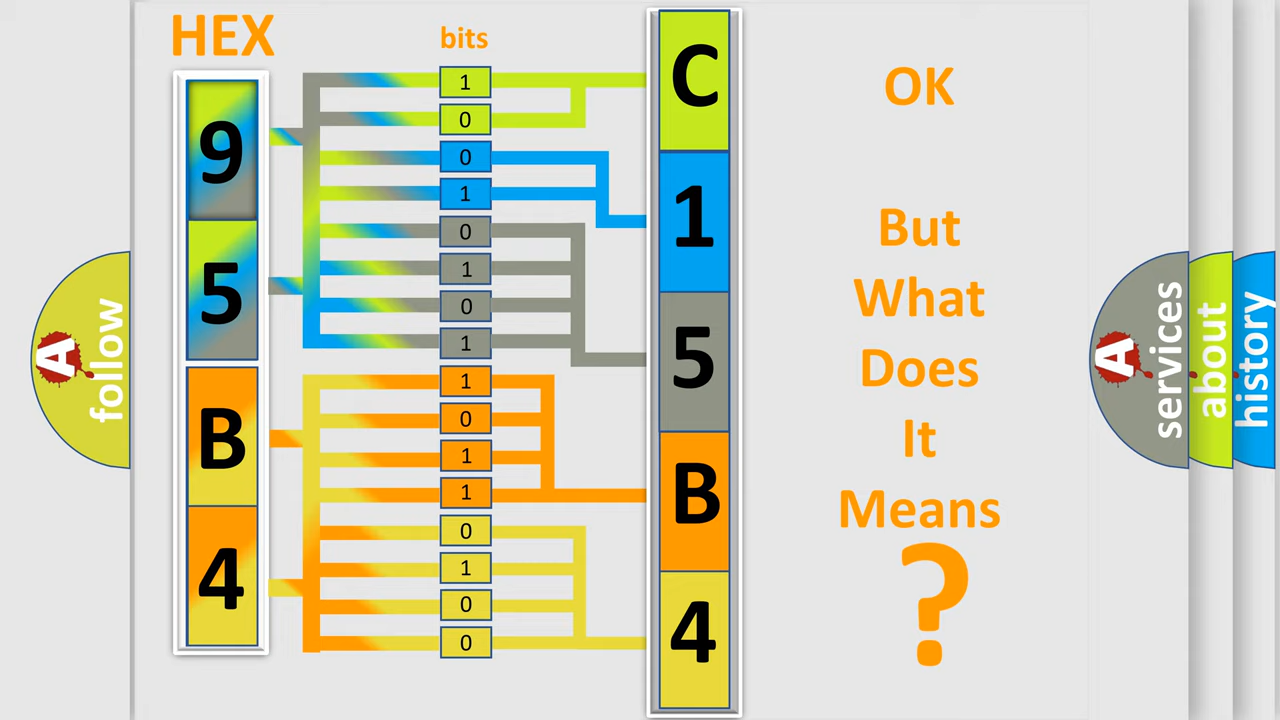 HEX
bits
9
5
B
4
1
0
0
1
0
1
0
1
1
0
1
1
0
1
0
0
C
1
5
B
4
OK
But
What
Does
It
Means
?
A
follow
A
services
about
history